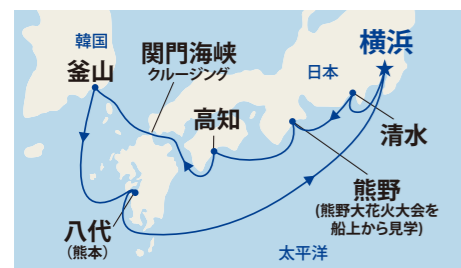 韓国
釜山
関門海峡
クルージング
高知
日本
横浜
清水
熊野
(熊野大花火大会を
船上から見学)
八代
(熊本)
太平洋